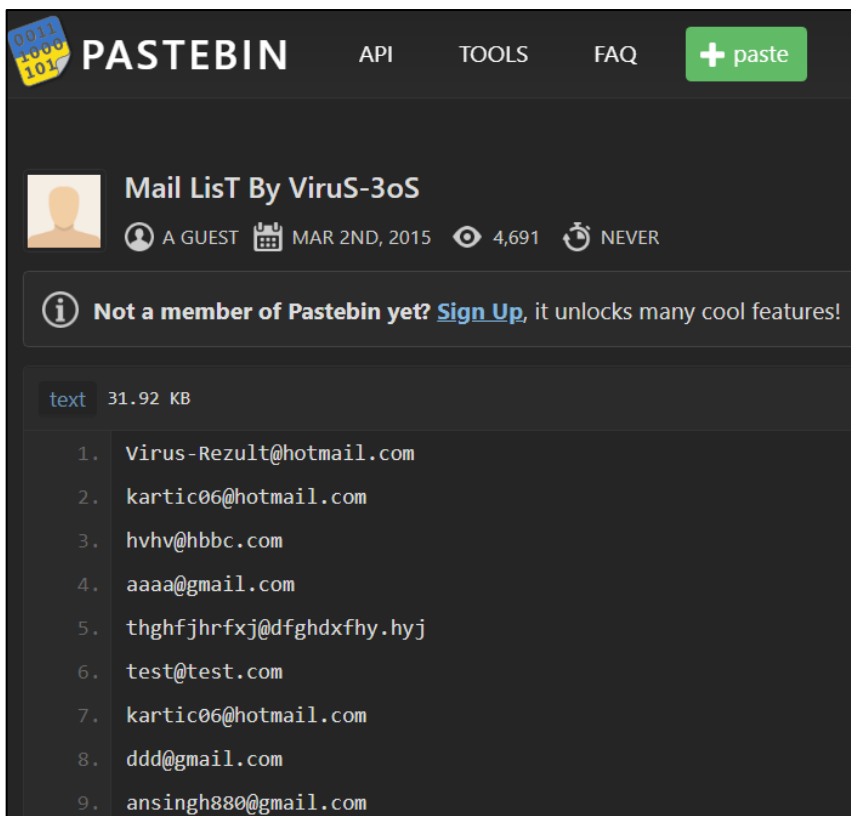 0011
1000
101
PASTEBIN API TOOLS FAQ + paste
Mail LisT By ViruS-3oS
A GUEST MAR 2ND, 2015 4,691 NEVER
Not a member of Pastebin yet? Sign Up, it unlocks many cool features!
text 31.92 KB
1. Virus-Rezult@hotmail.com
2. kartic06@hotmail.com
3. hvhv@hbbc.com
4. aaaa@gmail.com
5. thghfjhrfxj@dfghdxfhy.hyj
6. test@test.com
7. kartic06@hotmail.com
8. ddd@gmail.com
9. ansingh880@gmail.com